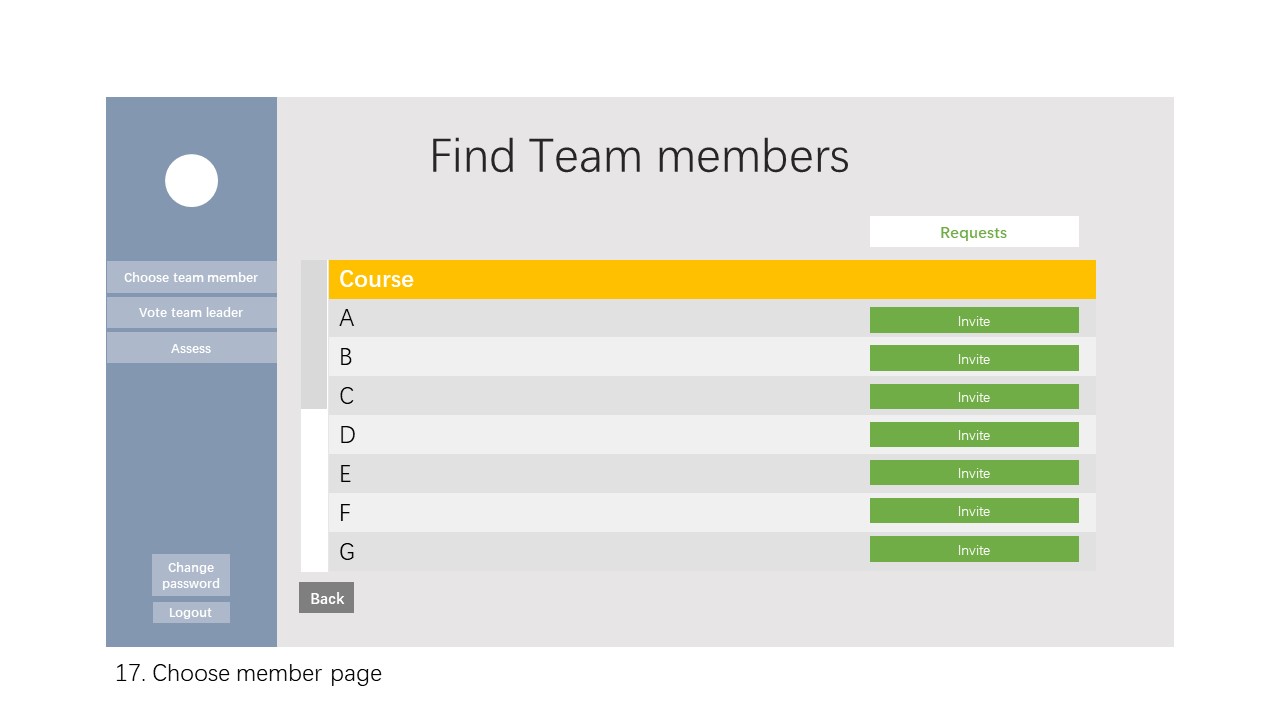 Find Team members
Requests
Choose team member
Vote team leader
Assess
Course
A Invite
B Invite
C Invite
D Invite
E Invite
F Invite
G Invite
Change
password
Logout
Back
17. Choose member page